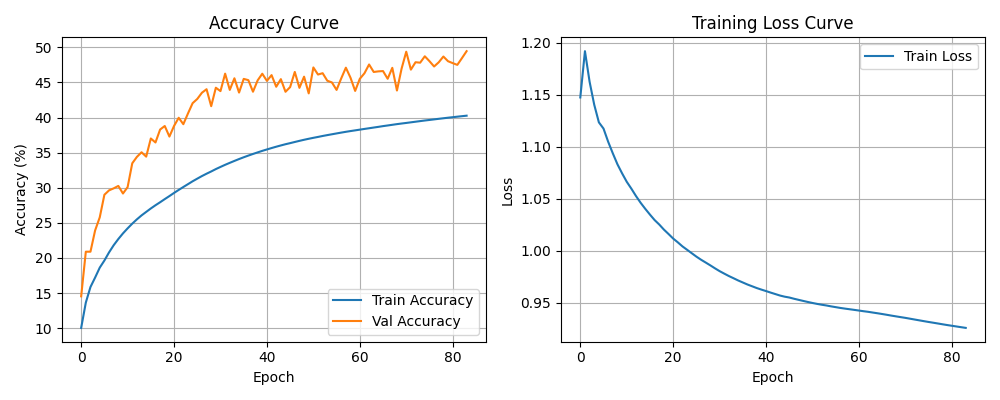 Accuracy Curve
50
45
40
35
30
25
20
15
10
Accuracy (%)
0 20 40 60 80
Epoch
Train Accuracy
Val Accuracy
Training Loss Curve
1.20
1.15
1.10
1.05
1.00
0.95
Loss
0 20 40 60 80
Epoch
Train Loss